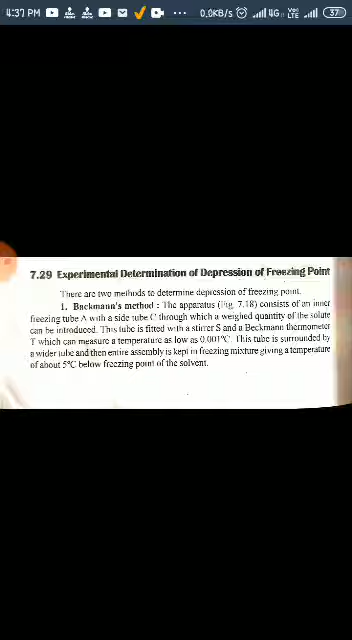 4:37 PM 0.0KB/s 4G VoI LTE 37
7.29 Experimental Determination of Depression of Freezing Point
There are two methods to determine depression of freezing point.
1. Backmann's method : The apparatus (Fig. 7.18) consists of an inner
freezing tube A with a side tube C through which a weighed quantity of the solute
can be introduced. This tube is fitted with a stirrer S and a Beckmann thermometer
T which can measure a temperature as low as 0.001°C. This tube is surrounded by
a wider tube and then entire assembly is kept in freezing mixture giving a temperature
of about 5°C below freezing point of the solvent.